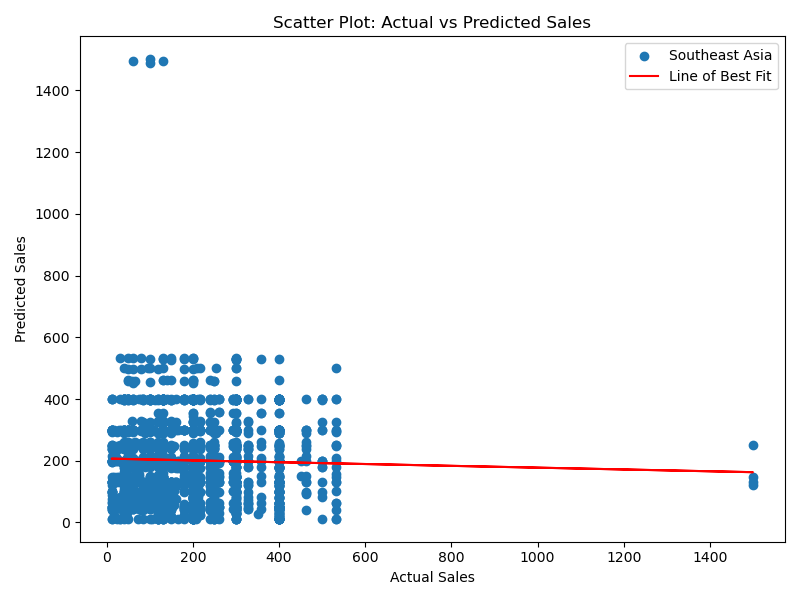 Scatter Plot: Actual vs Predicted Sales
Southeast Asia
Line of Best Fit
Predicted Sales
1400
1200
1000
800
600
400
200
0
0 200 400 600 800 1000 1200 1400
Actual Sales